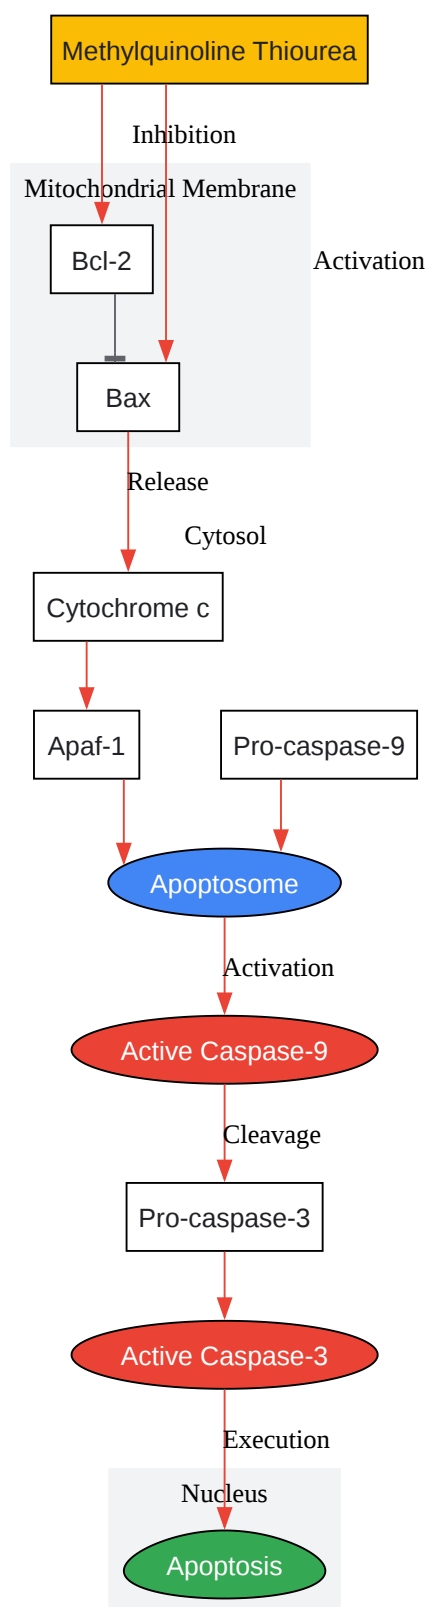 Methylquinoline Thiourea
Inhibition
Mitochondrial Membrane
Bcl-2
Activation
Bax
Release
Cytosol
Cytochrome c
Apaf-1
Pro-caspase-9
Apoptosome
Activation
Active Caspase-9
Cleavage
Pro-caspase-3
Active Caspase-3
Execution
Nucleus
Apoptosis